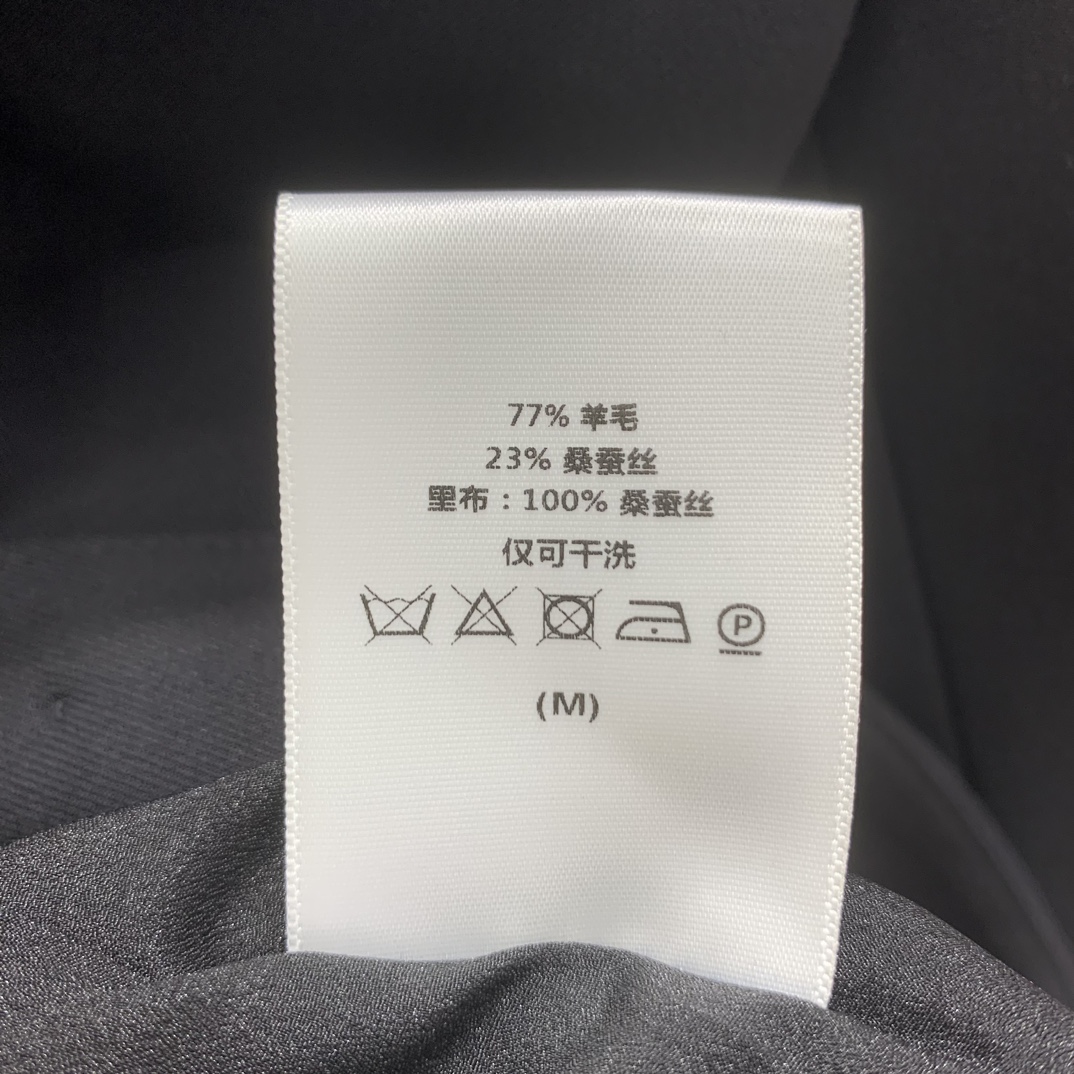 77% 羊毛
23% 桑蚕丝
里布：100% 桑蚕丝
仅可干洗
P
(M)